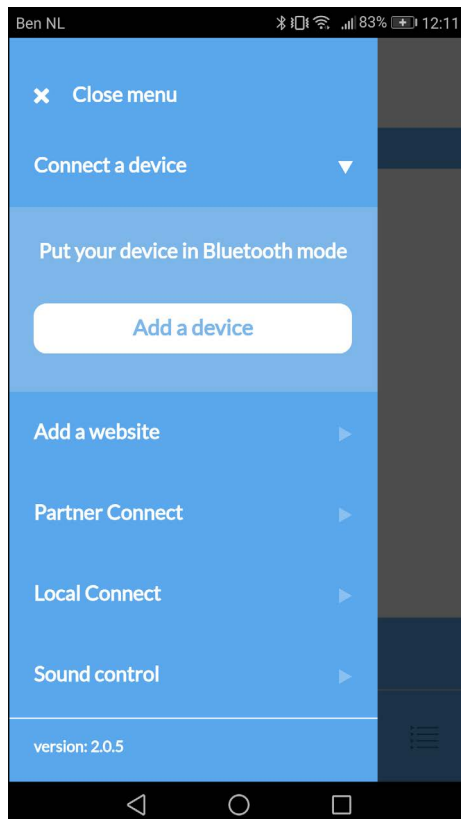 Ben NL 83% 12:11
Close menu
Connect a device
Put your device in Bluetooth mode
Add a device
Add a website
Partner Connect
Local Connect
Sound control
version: 2.0.5